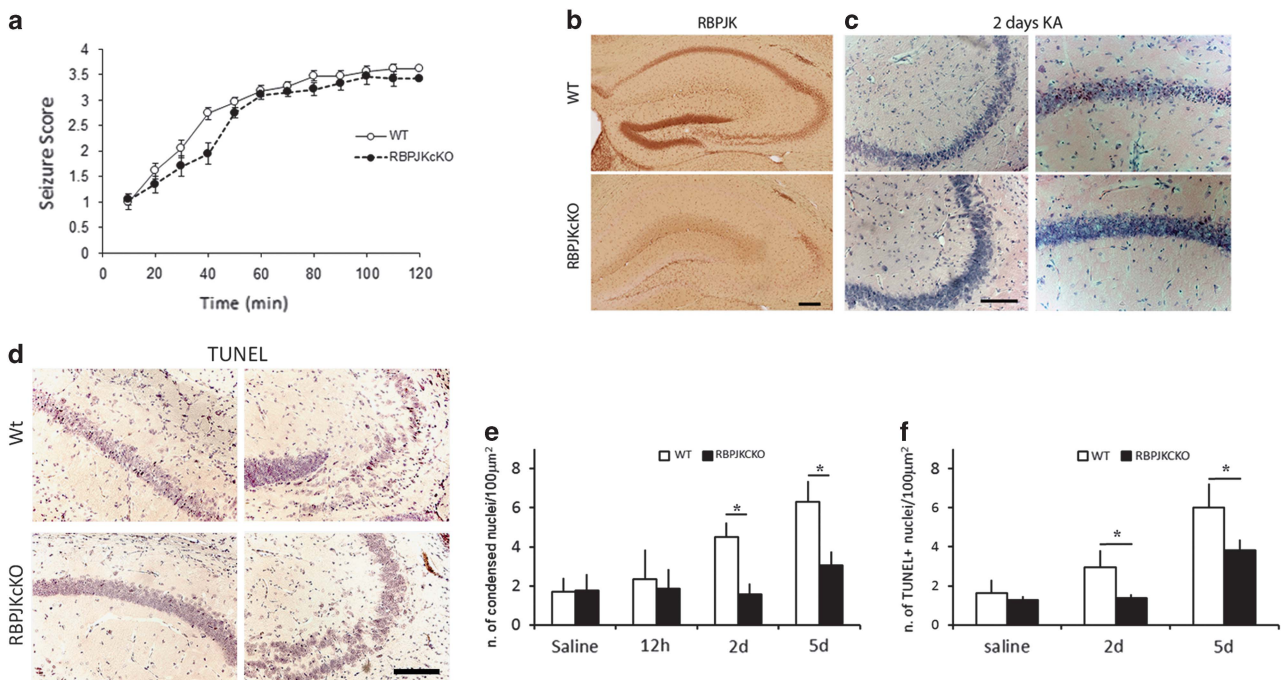 a
4
3.5
3
2.5
2
1.5
1
0.5
0
0 20 40 60 80 100 120
Seizure Score
Time (min)
WT
RBPJKcKO
b
RBPJK
WT
RBPJKcKO
c
2 days KA
d
TUNEL
Wt
RBPJKcKO
e
n. of condensed nuclei/100µm²
8
6
4
2
0
WT RBPJKCKO
*
*
Saline 12h 2d 5d
f
n. of TUNEL+ nuclei/100µm²
8
6
4
2
0
WT RBPJKCKO
*
*
saline 2d 5d